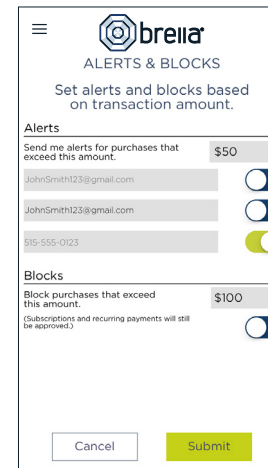 brella
ALERTS & BLOCKS
Set alerts and blocks based
on transaction amount.
Alerts
Send me alerts for purchases that
exceed this amount.
$50
JohnSmith123@gmail.com
JohnSmith123@gmail.com
515-555-0123
Blocks
Block purchases that exceed
this amount.
$100
(Subscriptions and recurring payments will still
be approved.)
Cancel
Submit